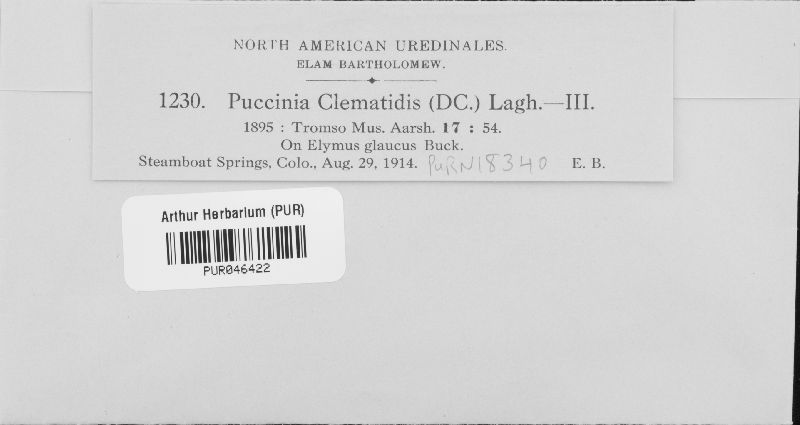 NORTH AMERICAN UREDINALES.
ELAM BARTHOLOMEW.
1230. Puccinia Clematidis (DC.) Lagh.—III.
1895 : Tromso Mus. Aarsh. 17 : 54.
On Elymus glaucus Buck.
Steamboat Springs, Colo., Aug. 29, 1914. PURN18340 E. B.
Arthur Herbarium (PUR)
PUR046422